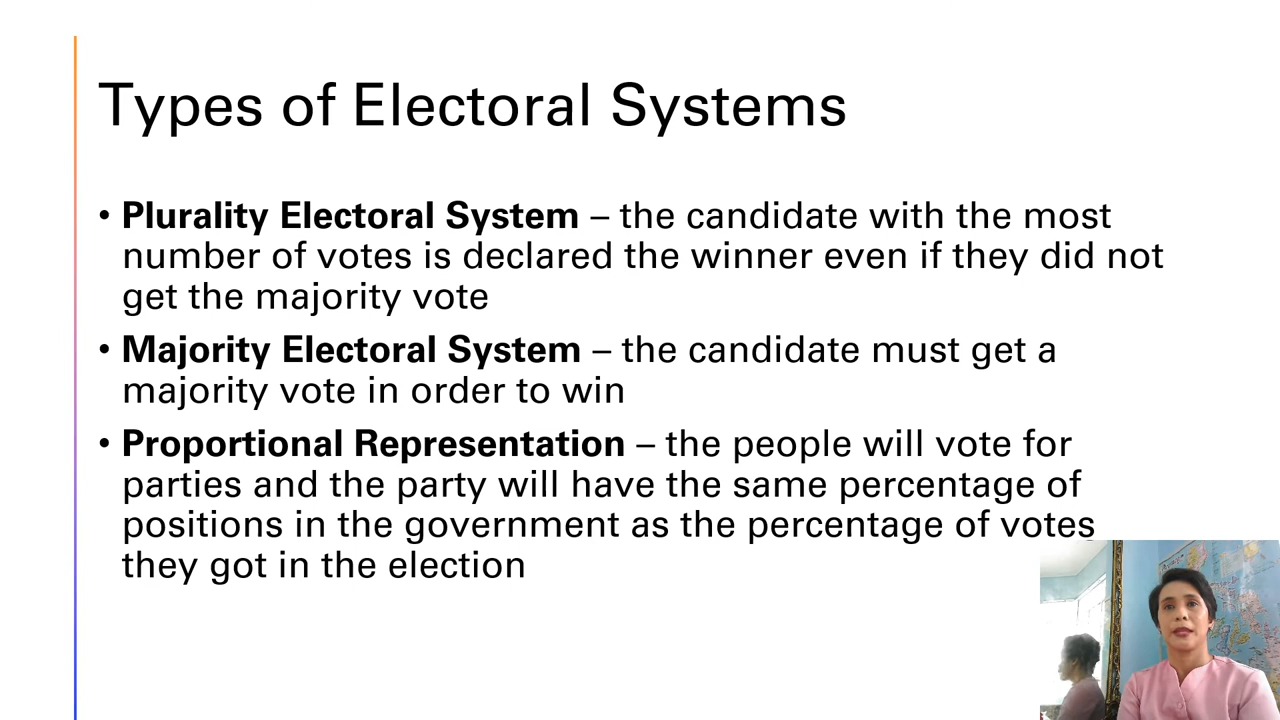 Types of Electoral Systems
• Plurality Electoral System – the candidate with the most
number of votes is declared the winner even if they did not
get the majority vote
• Majority Electoral System – the candidate must get a
majority vote in order to win
• Proportional Representation – the people will vote for
parties and the party will have the same percentage of
positions in the government as the percentage of votes
they got in the election